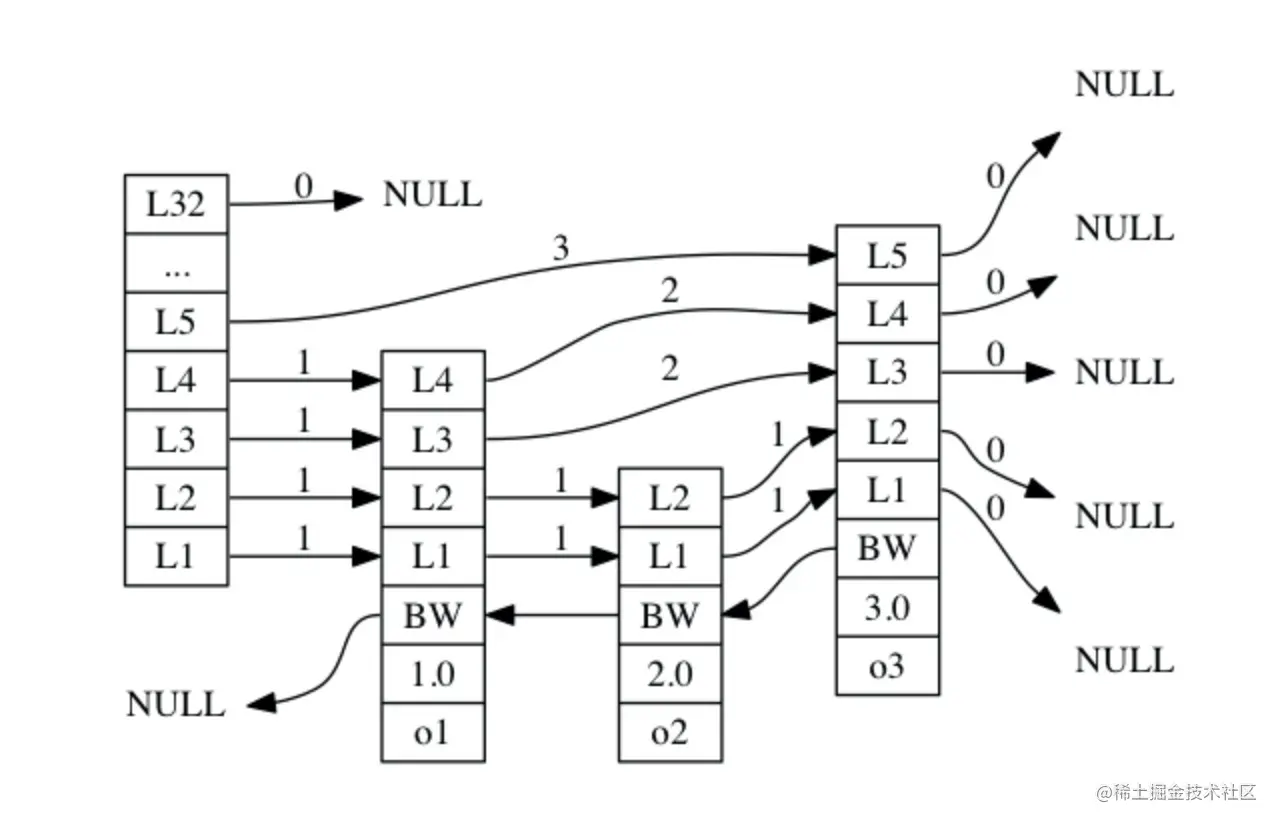 NULL
L32 0 NULL
...
L5 3 L5 0 NULL
L4 1 L4 2 L4 0
L3 1 L3 2 L3 0 NULL
L2 1 L2 1 L2 1 L2 0 NULL
L1 1 L1 1 L1 1 L1 0 NULL
BW BW BW
1.0 2.0 3.0
o1 o2 o3
NULL
@稀土掘金技术社区